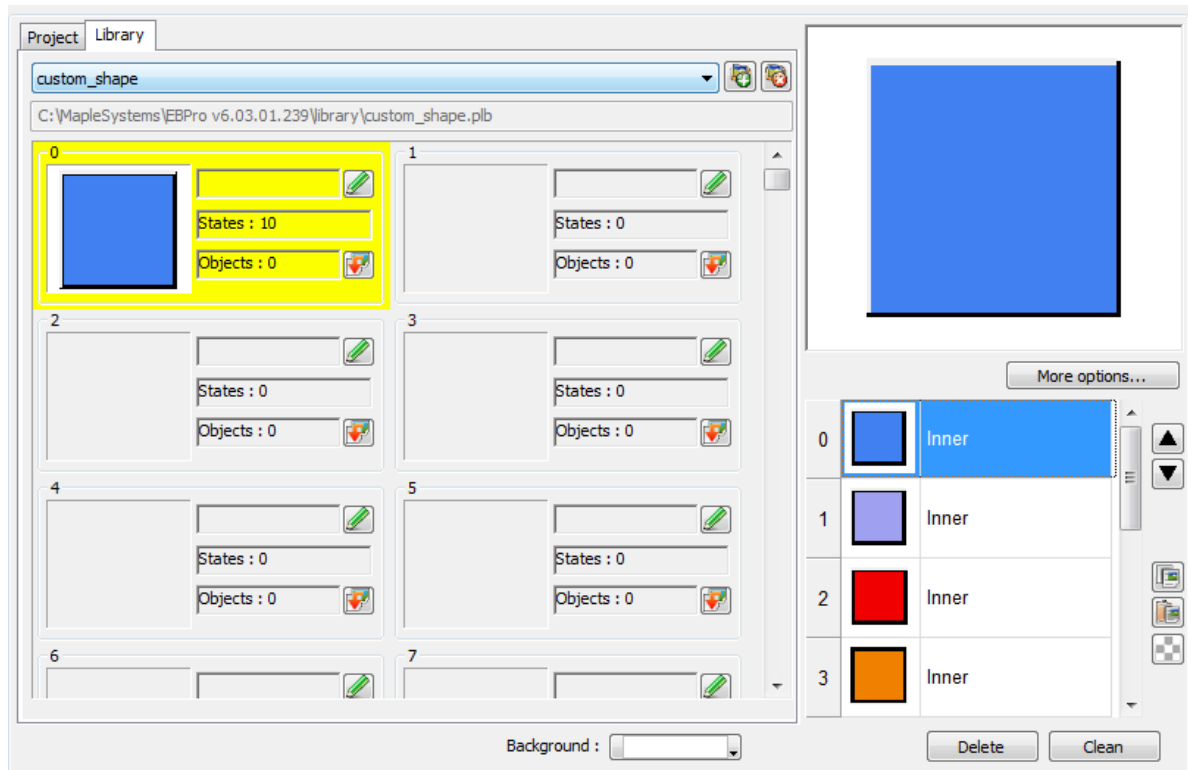 Project Library
custom_shape
C:\MapleSystems\EBPro v6.03.01.239\library\custom_shape.plb
0
States : 10
Objects : 0
1
States : 0
Objects : 0
2
States : 0
Objects : 0
3
States : 0
Objects : 0
4
States : 0
Objects : 0
5
States : 0
Objects : 0
6
7
Background :
More options...
0 Inner
1 Inner
2 Inner
3 Inner
Delete Clean